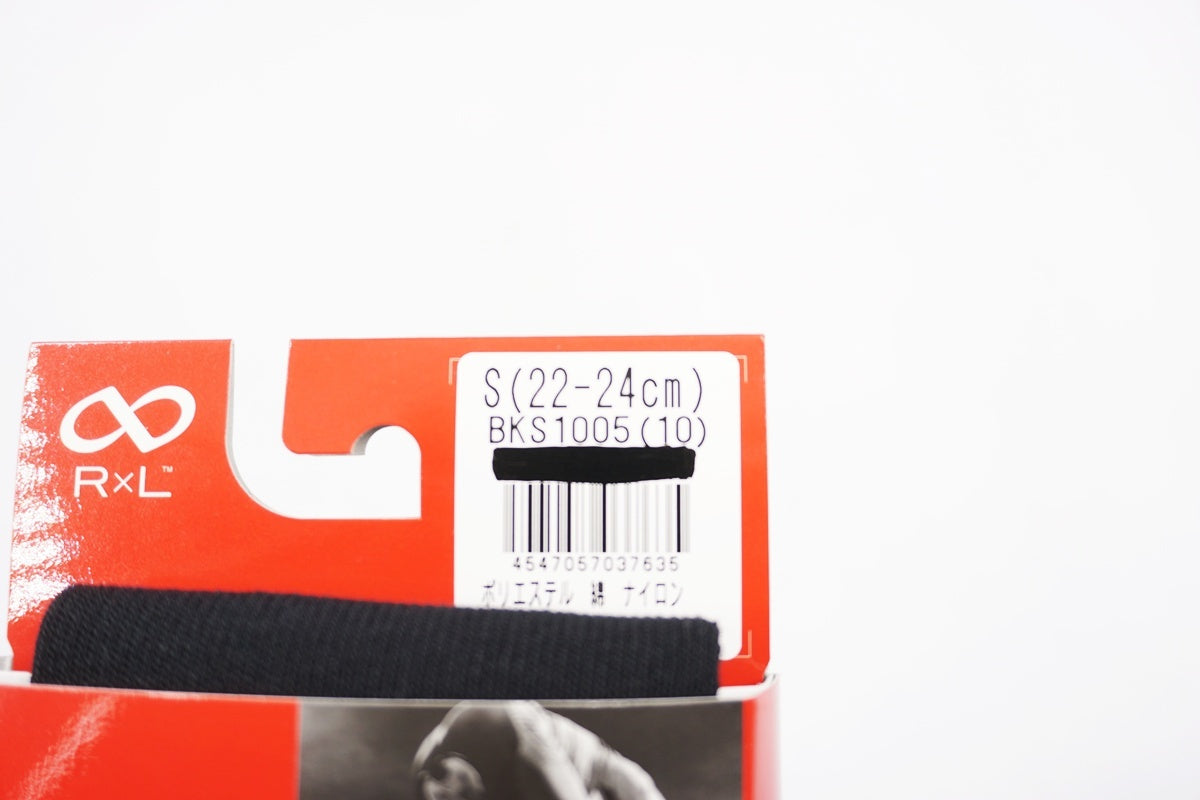 R×L™
S(22-24cm)
BKS1005(10)
4547057037635
ポリエステル 綿 ナイロン